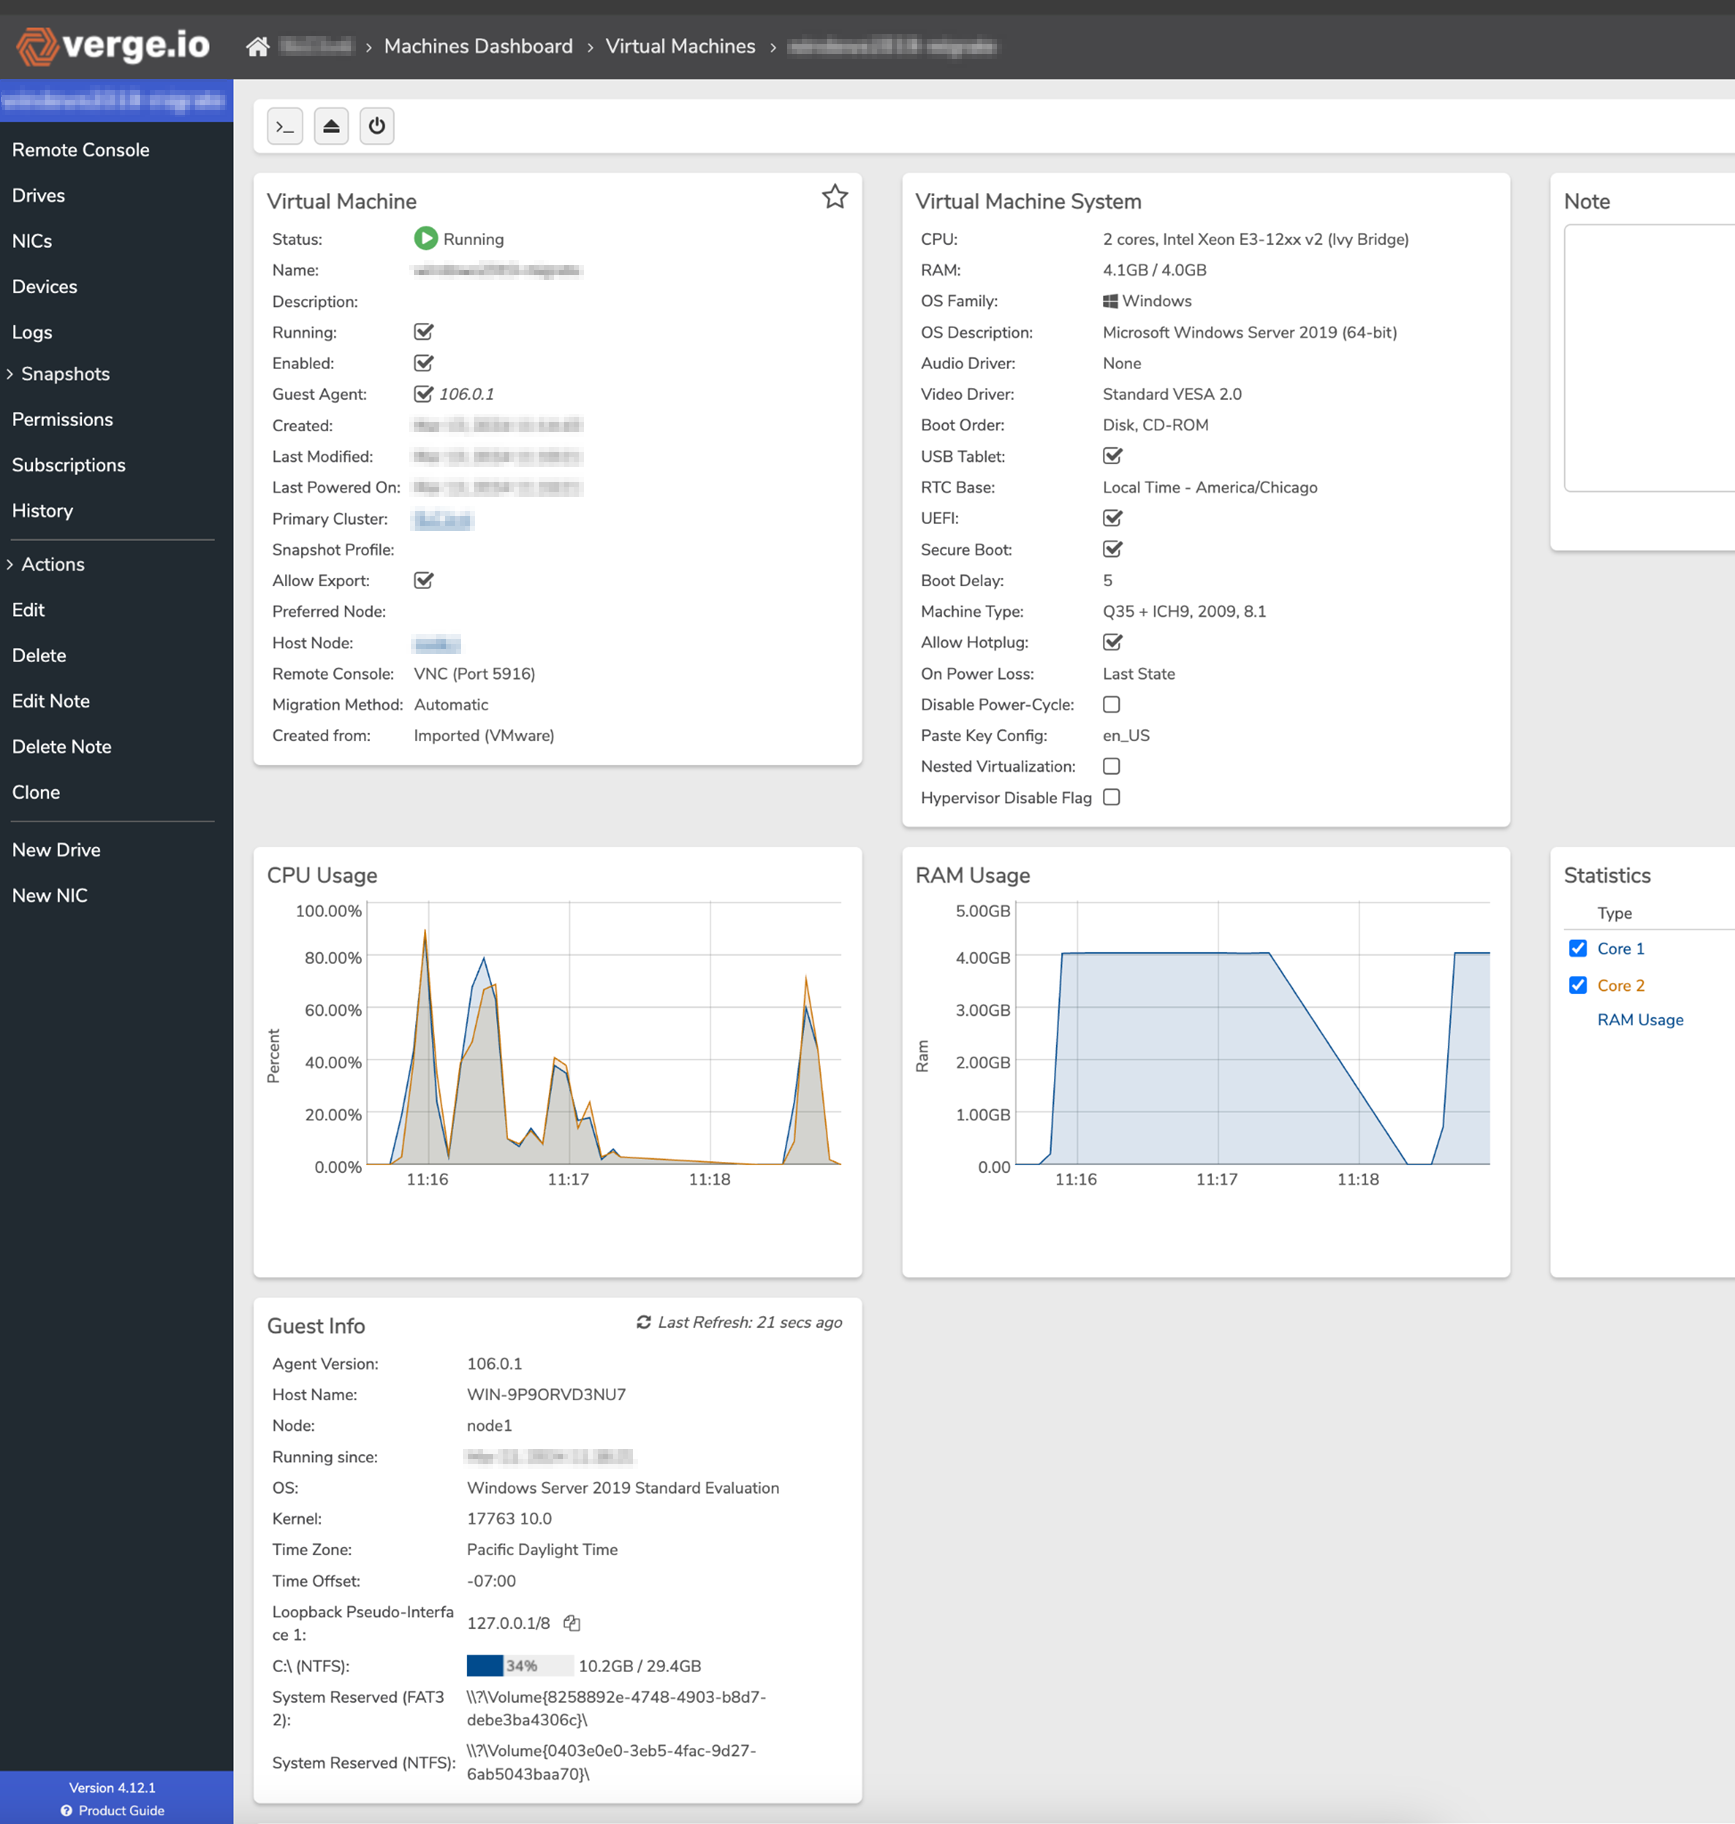 verge.io
› Machines Dashboard › Virtual Machines ›
Remote Console
Drives
NICs
Devices
Logs
› Snapshots
Permissions
Subscriptions
History
› Actions
Edit
Delete
Edit Note
Delete Note
Clone
New Drive
New NIC
Version 4.12.1
Product Guide
>_
Virtual Machine
Status: Running
Name:
Description:
Running:
Enabled:
Guest Agent: 106.0.1
Created:
Last Modified:
Last Powered On:
Primary Cluster:
Snapshot Profile:
Allow Export:
Preferred Node:
Host Node:
Remote Console: VNC (Port 5916)
Migration Method: Automatic
Created from: Imported (VMware)
Virtual Machine System
CPU: 2 cores, Intel Xeon E3-12xx v2 (Ivy Bridge)
RAM: 4.1GB / 4.0GB
OS Family: Windows
OS Description: Microsoft Windows Server 2019 (64-bit)
Audio Driver: None
Video Driver: Standard VESA 2.0
Boot Order: Disk, CD-ROM
USB Tablet:
RTC Base: Local Time - America/Chicago
UEFI:
Secure Boot:
Boot Delay: 5
Machine Type: Q35 + ICH9, 2009, 8.1
Allow Hotplug:
On Power Loss: Last State
Disable Power-Cycle:
Paste Key Config: en_US
Nested Virtualization:
Hypervisor Disable Flag
Note
CPU Usage
100.00%
80.00%
60.00%
40.00%
20.00%
0.00%
Percent
11:16 11:17 11:18
RAM Usage
5.00GB
4.00GB
3.00GB
2.00GB
1.00GB
0.00
Ram
11:16 11:17 11:18
Statistics
Type
Core 1
Core 2
RAM Usage
Guest Info
Last Refresh: 21 secs ago
Agent Version: 106.0.1
Host Name: WIN-9P9ORVD3NU7
Node: node1
Running since:
OS: Windows Server 2019 Standard Evaluation
Kernel: 17763 10.0
Time Zone: Pacific Daylight Time
Time Offset: -07:00
Loopback Pseudo-Interfa
ce 1: 127.0.0.1/8
C:\ (NTFS): 34% 10.2GB / 29.4GB
System Reserved (FAT3 \\?\Volume{8258892e-4748-4903-b8d7-
2): debe3ba4306c}\
System Reserved (NTFS): \\?\Volume{0403e0e0-3eb5-4fac-9d27-
6ab5043baa70}\